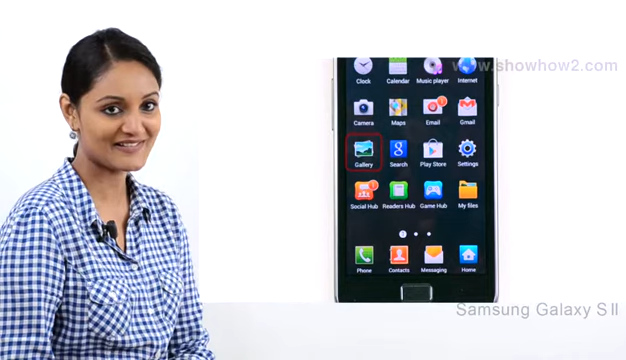 www.showhow2.com
Clock Calendar Music player Internet
Camera Maps Email Gmail
Gallery Search Play Store Settings
Social Hub Readers Hub Game Hub My files
Phone Contacts Messaging Home
Samsung Galaxy S II